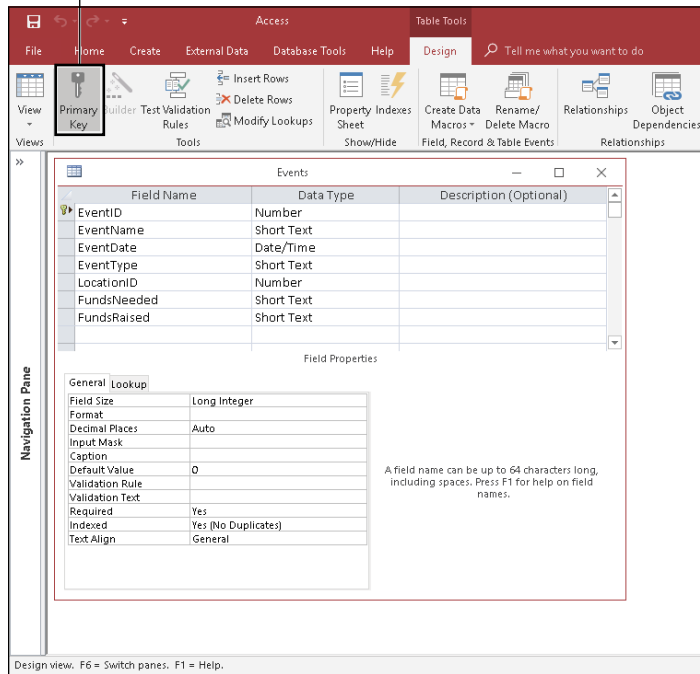 Access
Table Tools
File Home Create External Data Database Tools Help Design Tell me what you want to do
View
Primary Key
Builder
Test Validation Rules
Insert Rows
Delete Rows
Modify Lookups
Property Sheet
Indexes
Create Data Macros
Rename/ Delete Macro
Relationships
Object Dependencies
Views Tools Show/Hide Field, Record & Table Events Relationships
»
Events
Field Name Data Type Description (Optional)
EventID Number
EventName Short Text
EventDate Date/Time
EventType Short Text
LocationID Number
FundsNeeded Short Text
FundsRaised Short Text
Field Properties
Navigation Pane
General Lookup
Field Size Long Integer
Format
Decimal Places Auto
Input Mask
Caption
Default Value 0
Validation Rule
Validation Text
Required Yes
Indexed Yes (No Duplicates)
Text Align General
A field name can be up to 64 characters long,
including spaces. Press F1 for help on field
names.
Design view. F6 = Switch panes. F1 = Help.